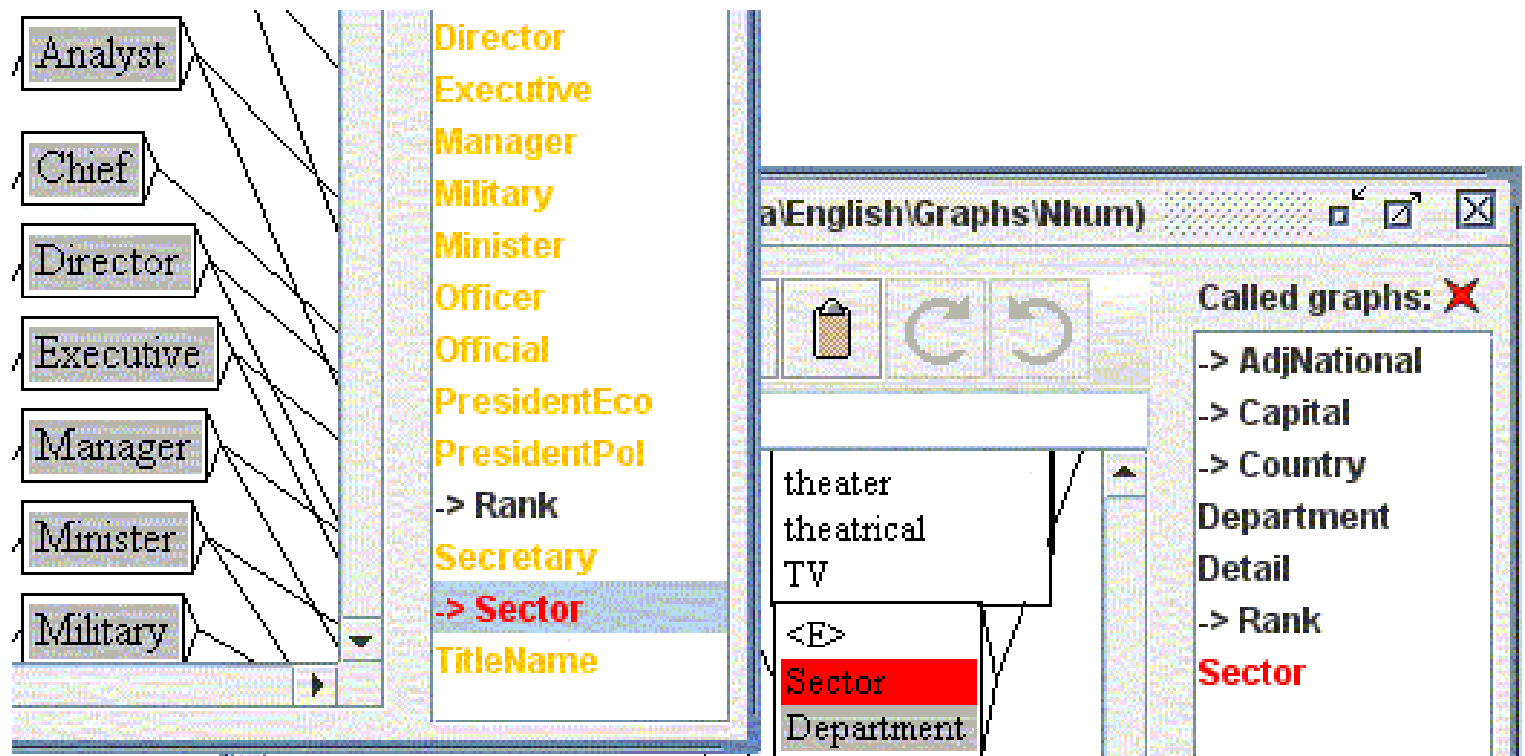 Analyst
Chief
Director
Executive
Manager
Minister
Military
Director
Executive
Manager
Military
Minister
Officer
Official
PresidentEco
PresidentPol
-> Rank
Secretary
-> Sector
TitleName
a\English\Graphs\Nhum)
theater
theatrical
TV
<E>
Sector
Department
Called graphs:
-> AdjNational
-> Capital
-> Country
Department
Detail
-> Rank
Sector